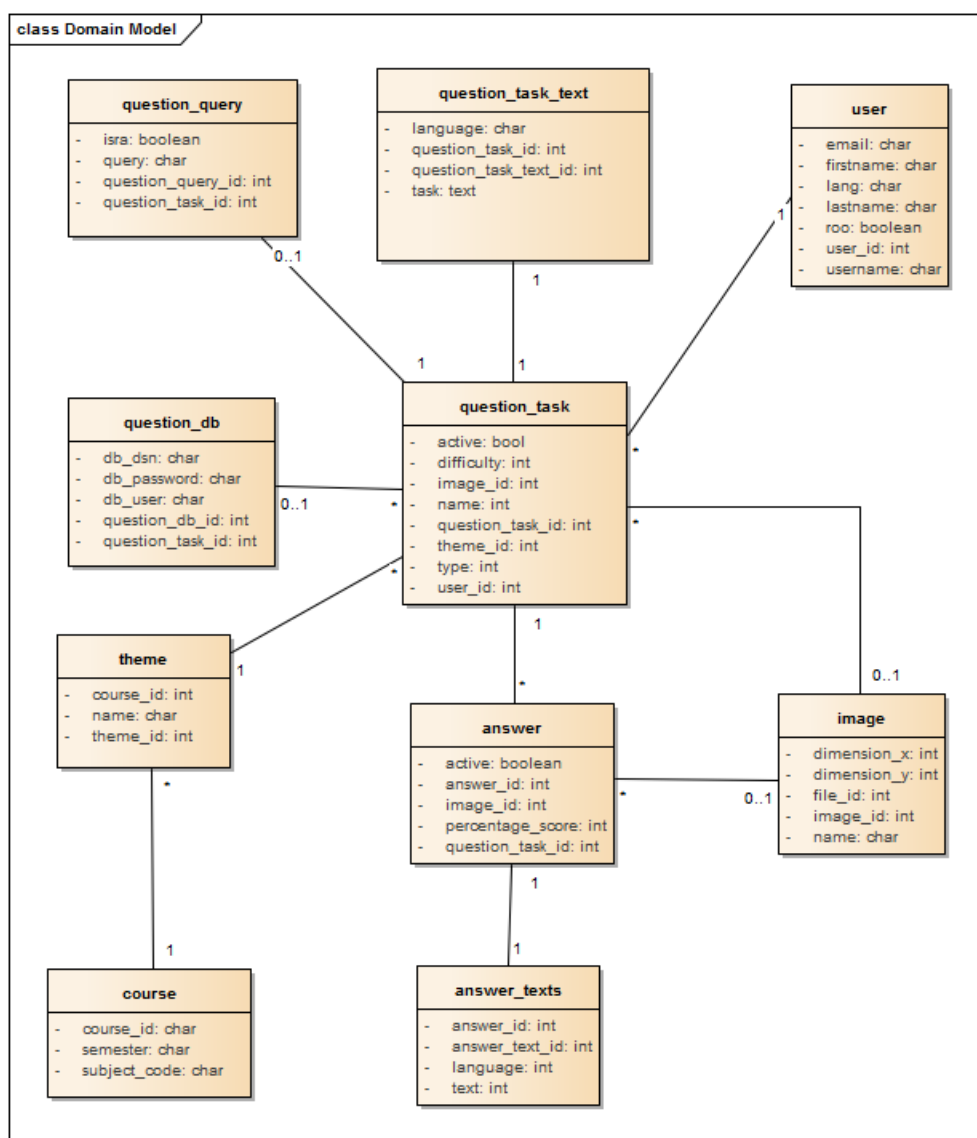 class Domain Model
question_query
- isra: boolean
- query: char
- question_query_id: int
- question_task_id: int
question_task_text
- language: char
- question_task_id: int
- question_task_text_id: int
- task: text
user
- email: char
- firstname: char
- lang: char
- lastname: char
- roo: boolean
- user_id: int
- username: char
0..1
1
1
1
1
*
question_task
- active: bool
- difficulty: int
- image_id: int
- name: int
- question_task_id: int
- theme_id: int
- type: int
- user_id: int
question_db
- db_dsn: char
- db_password: char
- db_user: char
- question_db_id: int
- question_task_id: int
0..1
*
*
*
1
1
*
0..1
theme
- course_id: int
- name: char
- theme_id: int
answer
- active: boolean
- answer_id: int
- image_id: int
- percentage_score: int
- question_task_id: int
image
- dimension_x: int
- dimension_y: int
- file_id: int
- image_id: int
- name: char
*
*
0..1
1
1
1
course
- course_id: char
- semester: char
- subject_code: char
answer_texts
- answer_id: int
- answer_text_id: int
- language: int
- text: int